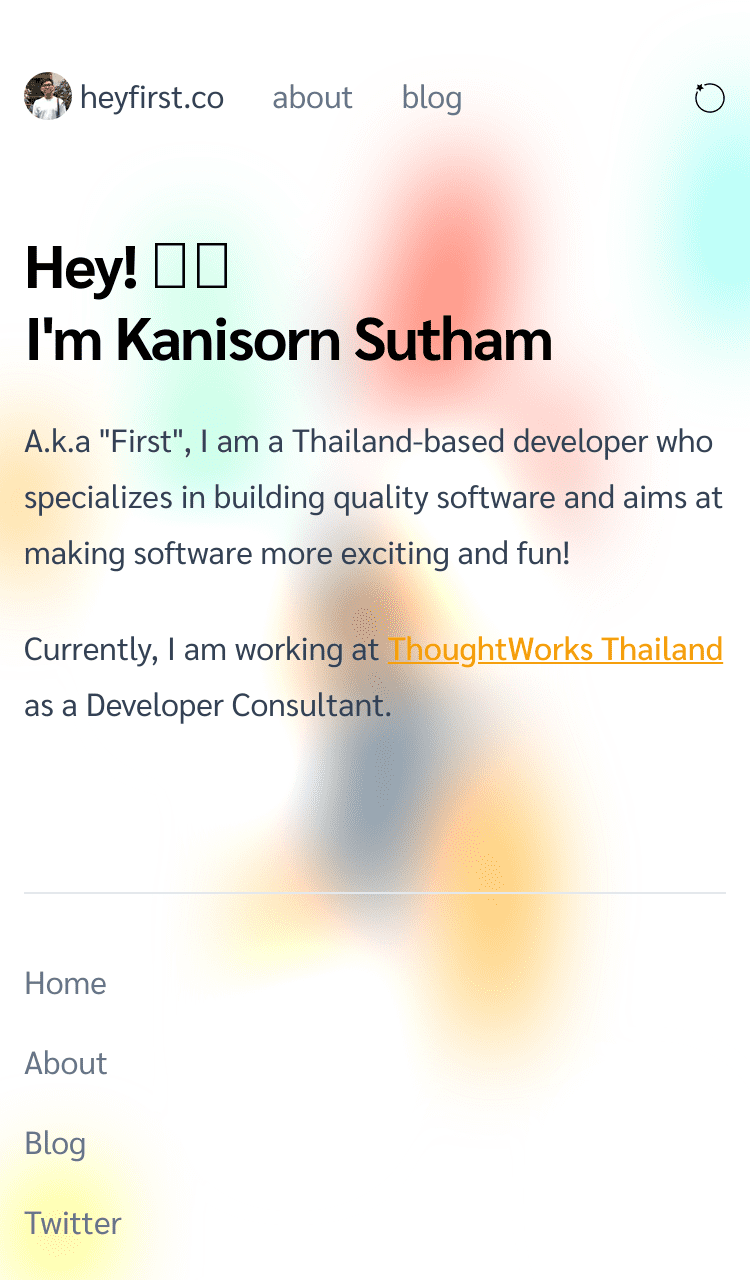 heyfirst.co about blog
Hey!
I'm Kanisorn Sutham
A.k.a "First", I am a Thailand-based developer who
specializes in building quality software and aims at
making software more exciting and fun!
Currently, I am working at ThoughtWorks Thailand
as a Developer Consultant.
Home
About
Blog
Twitter